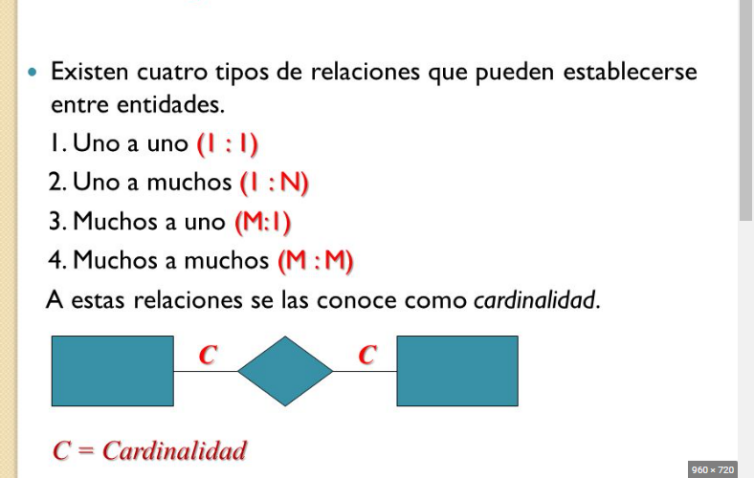 • Existen cuatro tipos de relaciones que pueden establecerse
entre entidades.
1. Uno a uno (1 : 1)
2. Uno a muchos (1 : N)
3. Muchos a uno (M:1)
4. Muchos a muchos (M : M)
A estas relaciones se las conoce como cardinalidad.
C C
C = Cardinalidad
960 × 720